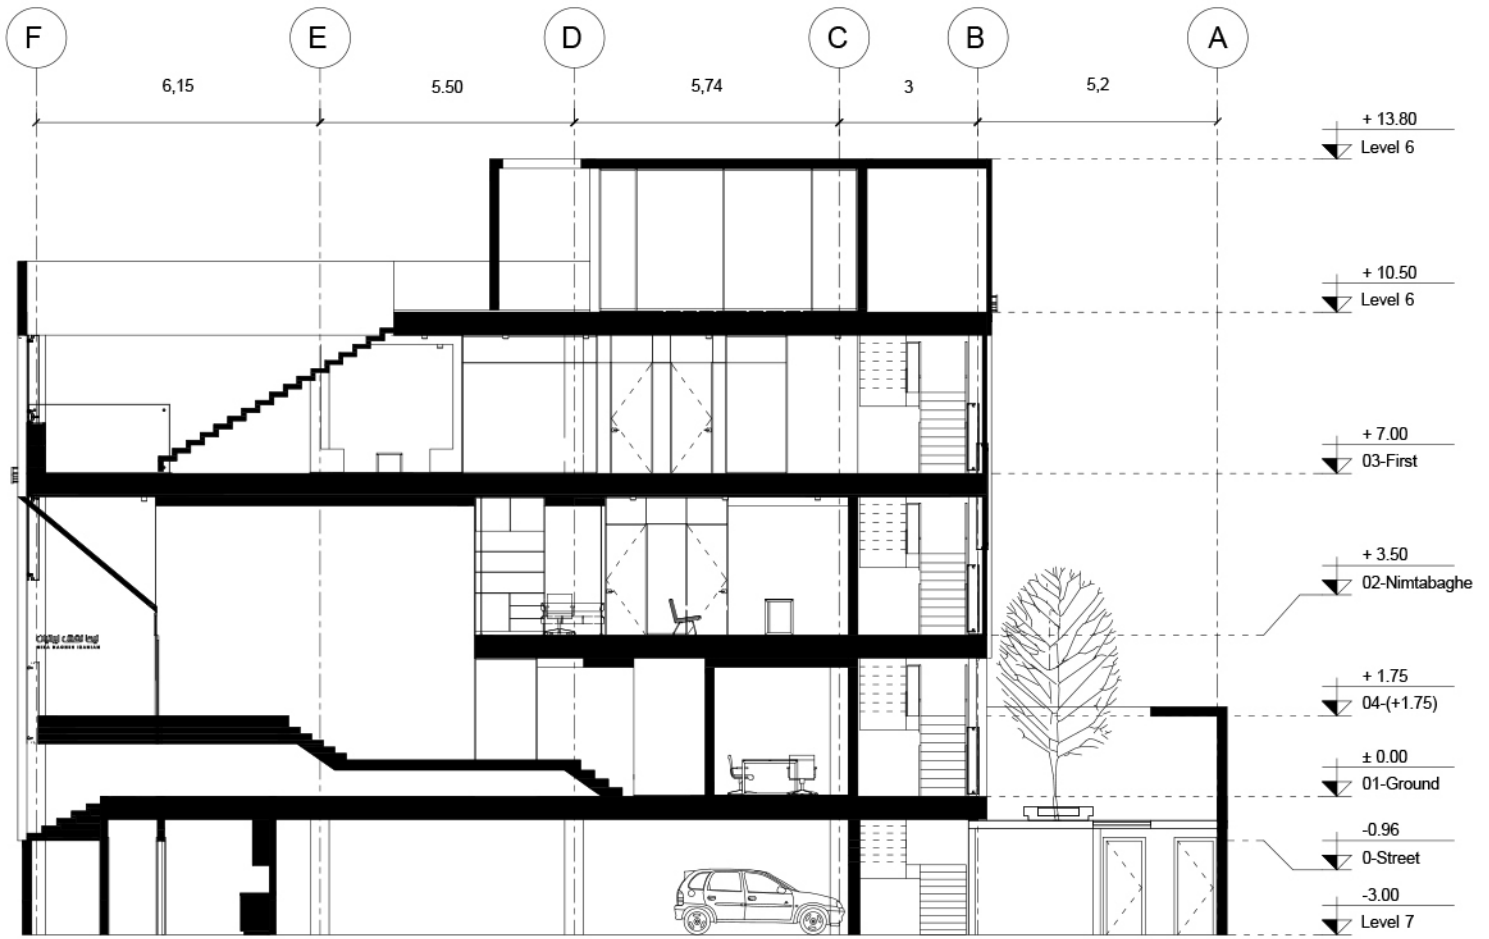 F E D C B A
6,15 5.50 5,74 3 5,2
+ 13.80
Level 6
+ 10.50
Level 6
+ 7.00
03-First
+ 3.50
02-Nimtabaghe
+ 1.75
04-(+1.75)
± 0.00
01-Ground
-0.96
0-Street
-3.00
Level 7